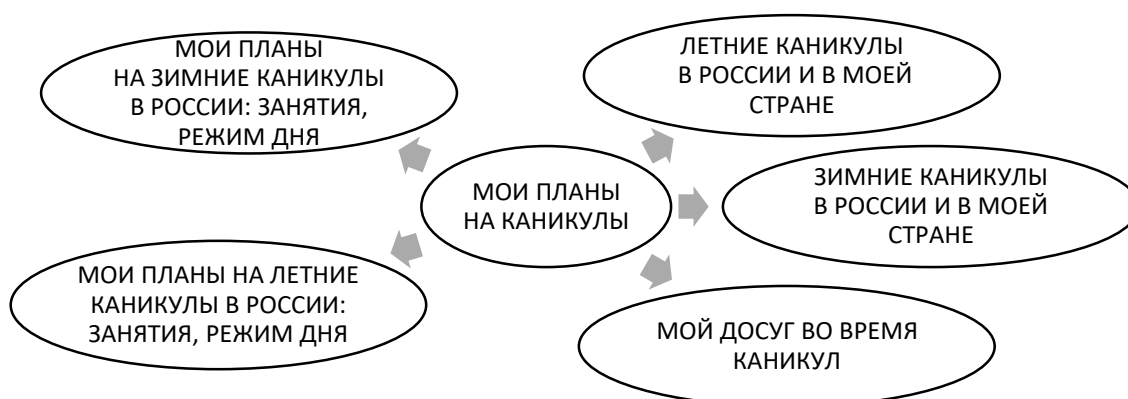 МОИ ПЛАНЫ
НА ЗИМНИЕ КАНИКУЛЫ
В РОССИИ: ЗАНЯТИЯ,
РЕЖИМ ДНЯ
ЛЕТНИЕ КАНИКУЛЫ
В РОССИИ И В МОЕЙ
СТРАНЕ
МОИ ПЛАНЫ
НА КАНИКУЛЫ
ЗИМНИЕ КАНИКУЛЫ
В РОССИИ И В МОЕЙ
СТРАНЕ
МОИ ПЛАНЫ НА ЛЕТНИЕ
КАНИКУЛЫ В РОССИИ:
ЗАНЯТИЯ, РЕЖИМ ДНЯ
МОЙ ДОСУГ ВО ВРЕМЯ
КАНИКУЛ